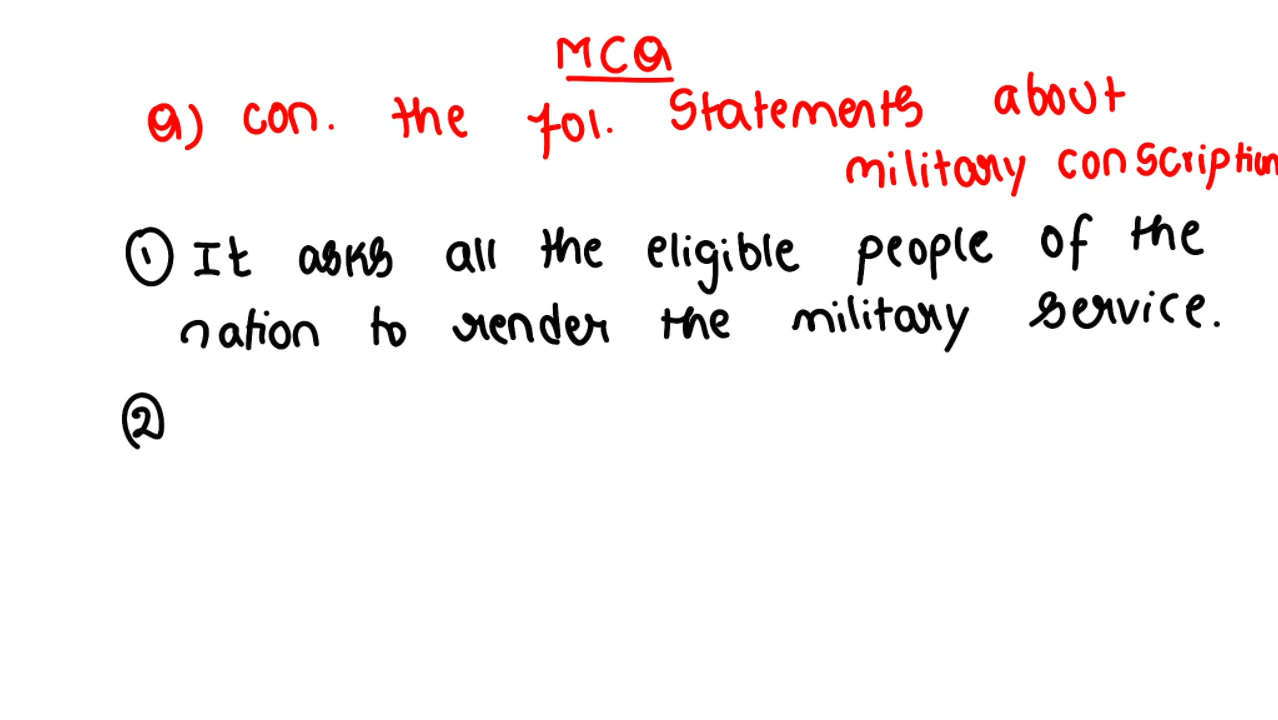 MCQ
Q) con. the fol. Statements about
military conscription
① It asks all the eligible people of the
nation to render the military service.
②